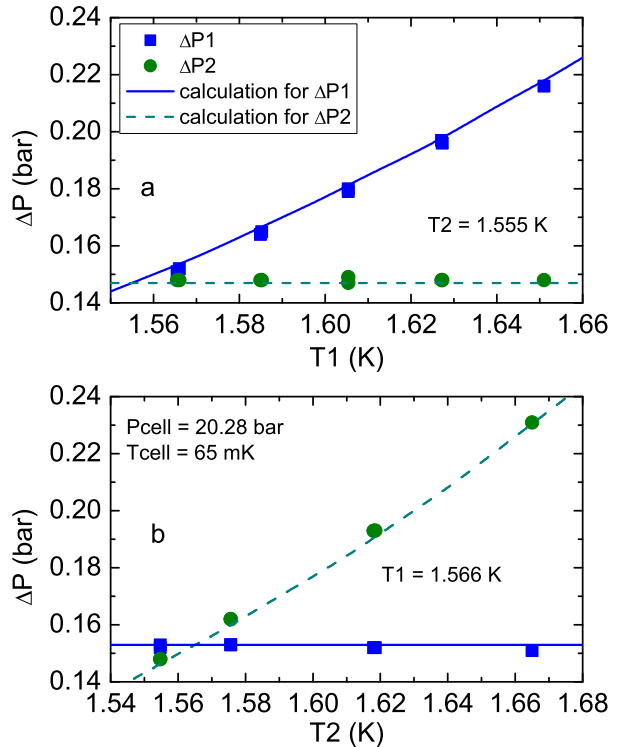 0.24
0.22
0.20
0.18
0.16
0.14
ΔP (bar)
ΔP1
ΔP2
calculation for ΔP1
calculation for ΔP2
a
T2 = 1.555 K
1.56 1.58 1.60 1.62 1.64 1.66
T1 (K)
0.24
0.22
0.20
0.18
0.16
0.14
ΔP (bar)
Pcell = 20.28 bar
Tcell = 65 mK
b
T1 = 1.566 K
1.54 1.56 1.58 1.60 1.62 1.64 1.66 1.68
T2 (K)